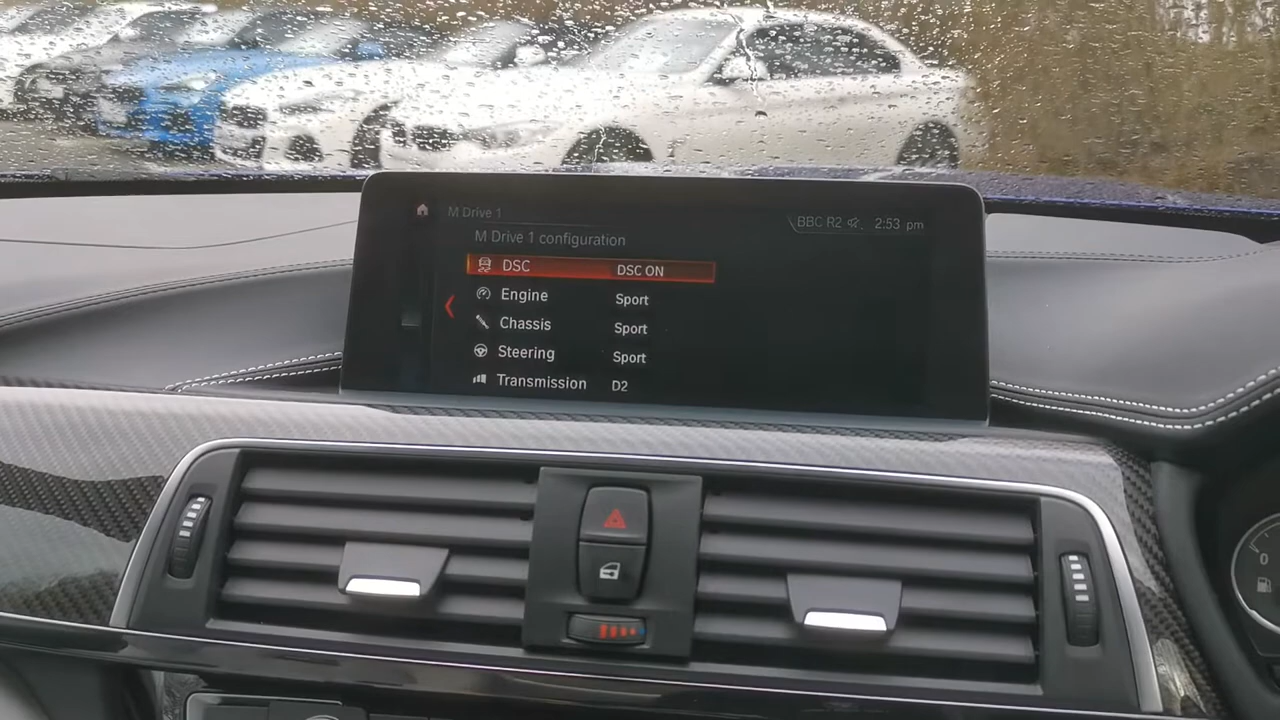 M Drive 1
BBC R2 2:53 pm
M Drive 1 configuration
DSC DSC ON
Engine Sport
Chassis Sport
Steering Sport
Transmission D2
0